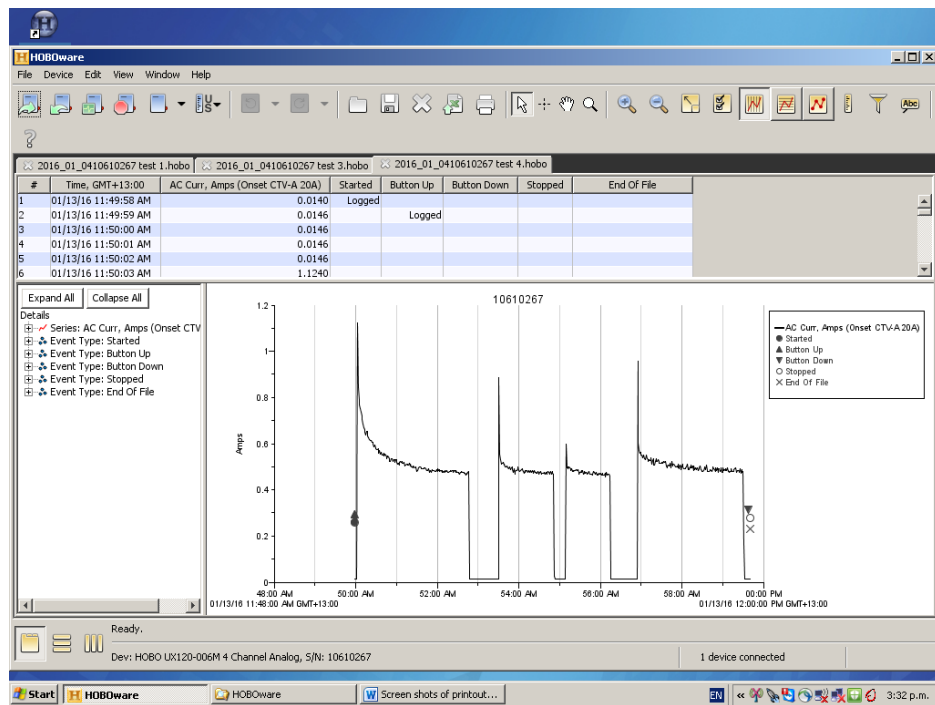 HOBOware
File Device Edit View Window Help
2016_01_0410610267 test 1.hobo 2016_01_0410610267 test 3.hobo 2016_01_0410610267 test 4.hobo
# Time, GMT+13:00 AC Curr, Amps (Onset CTV-A 20A) Started Button Up Button Down Stopped End Of File
1 01/13/16 11:49:58 AM 0.0140 Logged
2 01/13/16 11:49:59 AM 0.0146 Logged
3 01/13/16 11:50:00 AM 0.0146
4 01/13/16 11:50:01 AM 0.0146
5 01/13/16 11:50:02 AM 0.0146
6 01/13/16 11:50:03 AM 1.1240
Expand All Collapse All
Details
Series: AC Curr, Amps (Onset CTV
Event Type: Started
Event Type: Button Up
Event Type: Button Down
Event Type: Stopped
Event Type: End Of File
10610267
1.2
1
0.8
0.6
0.4
0.2
0
Amps
48:00 AM 50:00 AM 52:00 AM 54:00 AM 56:00 AM 58:00 AM 00:00 PM
01/13/16 11:48:00 AM GMT+13:00 01/13/16 12:00:00 PM GMT+13:00
AC Curr, Amps (Onset CTV-A 20A)
Started
Button Up
Button Down
Stopped
End Of File
Ready.
Dev: HOBO UX120-006M 4 Channel Analog, S/N: 10610267 1 device connected
Start HOBOware HOBOware Screen shots of printout... EN « 3:32 p.m.